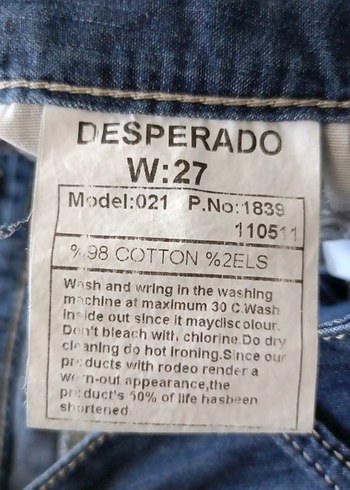 DESPERADO
W:27
Model:021 P.No:1839
110511
%98 COTTON %2ELS
Wash and wring in the washing
machine at maximum 30 C.Wash
inside out since it maydiscolour.
Don't bleach with, chlorine.Do dry
cleaning do hot ironing.Since our
products with rodeo render a
worn-out appearance,the
product's 50% of life hasbeen
shortened